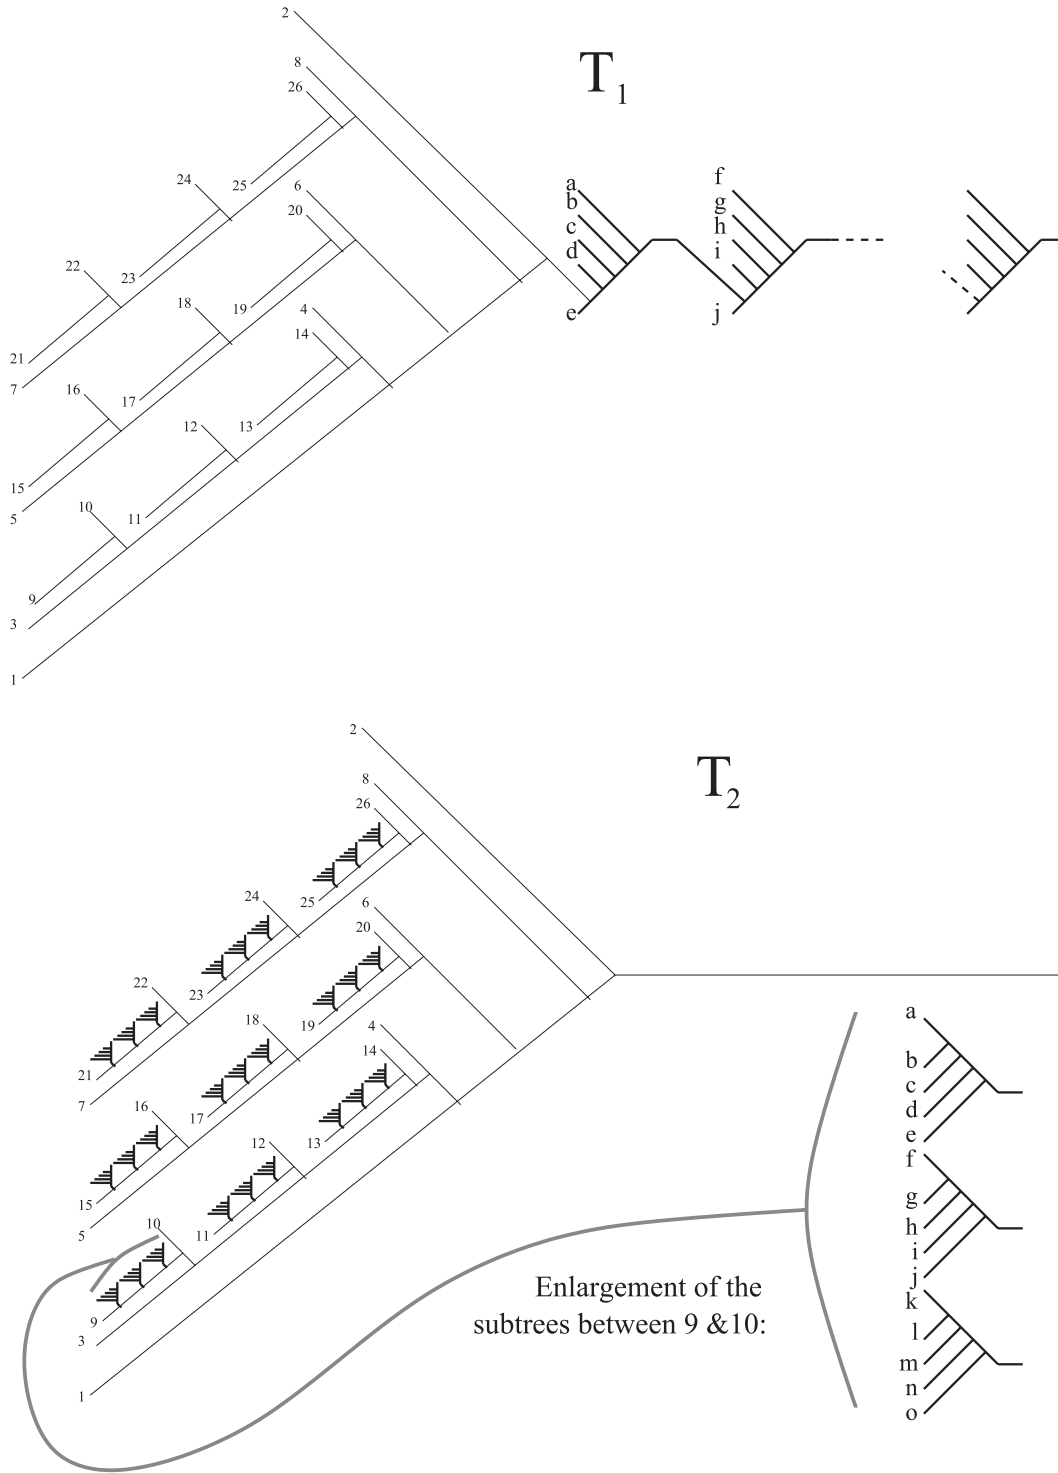 2
T1
8
26
24
25
6
20
a
b
c
d
e
f
g
h
i
j
22
23
18
19
4
14
21
7
16
17
12
13
15
5
10
11
9
3
1
2
T2
8
26
24
25
6
20
22
23
18
19
4
14
21
7
16
17
12
13
15
5
10
11
9
3
1
Enlargement of the
subtrees between 9 &10:
a
b
c
d
e
f
g
h
i
j
k
l
m
n
o